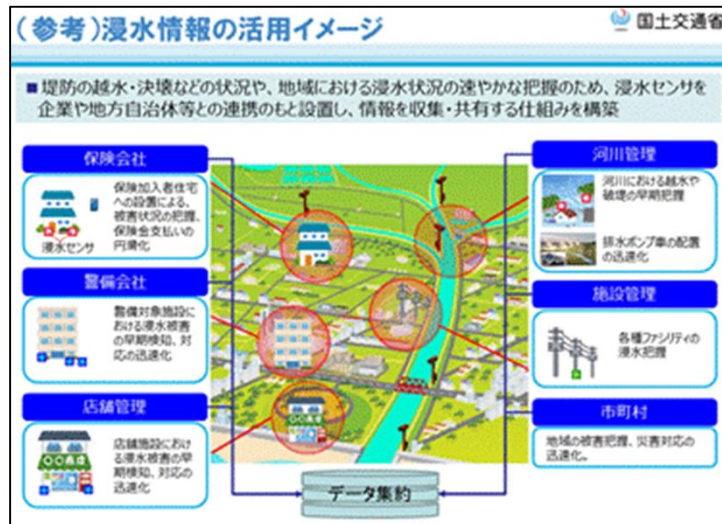 (参考)浸水情報の活用イメージ
国土交通省
■堤防の越水・決壊などの状況や、地域における浸水状況の速やかな把握のため、浸水センサを
企業や地方自治体等との連携のもと設置し、情報を収集・共有する仕組みを構築
保険会社
保険加入者住宅
への設置による、
被害状況の把握、
保険金支払いの
円滑化
浸水センサ
警備会社
警備対象施設に
おける浸水被害
の早期検知、対
応の迅速化
店舗管理
店舗施設におけ
る浸水被害の早
期検知、対応の
迅速化
河川管理
河川における越水や
破堤の早期把握
排水ポンプ車の配置
の迅速化
施設管理
各種ファシリティの
浸水把握
市町村
地域の被害把握、災害対応の
迅速化。
データ集約